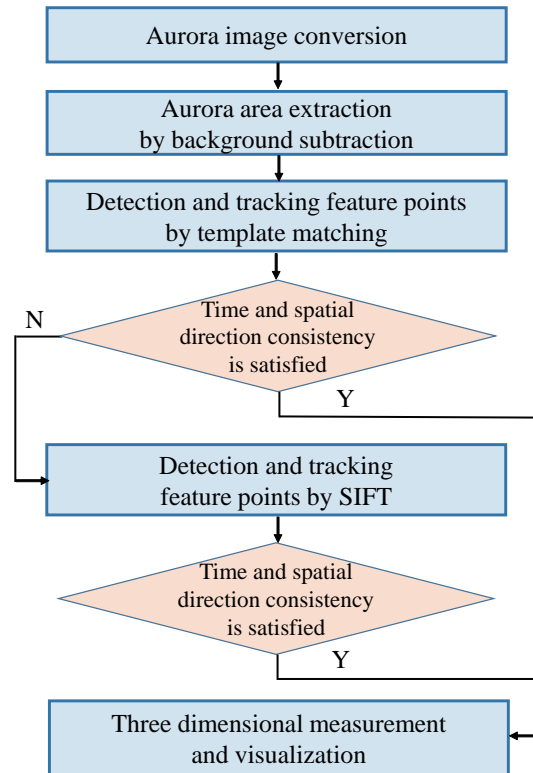 Aurora image conversion
Aurora area extraction
by background subtraction
Detection and tracking feature points
by template matching
Time and spatial
direction consistency
is satisfied
N
Y
Detection and tracking
feature points by SIFT
Time and spatial
direction consistency
is satisfied
Y
Three dimensional measurement
and visualization